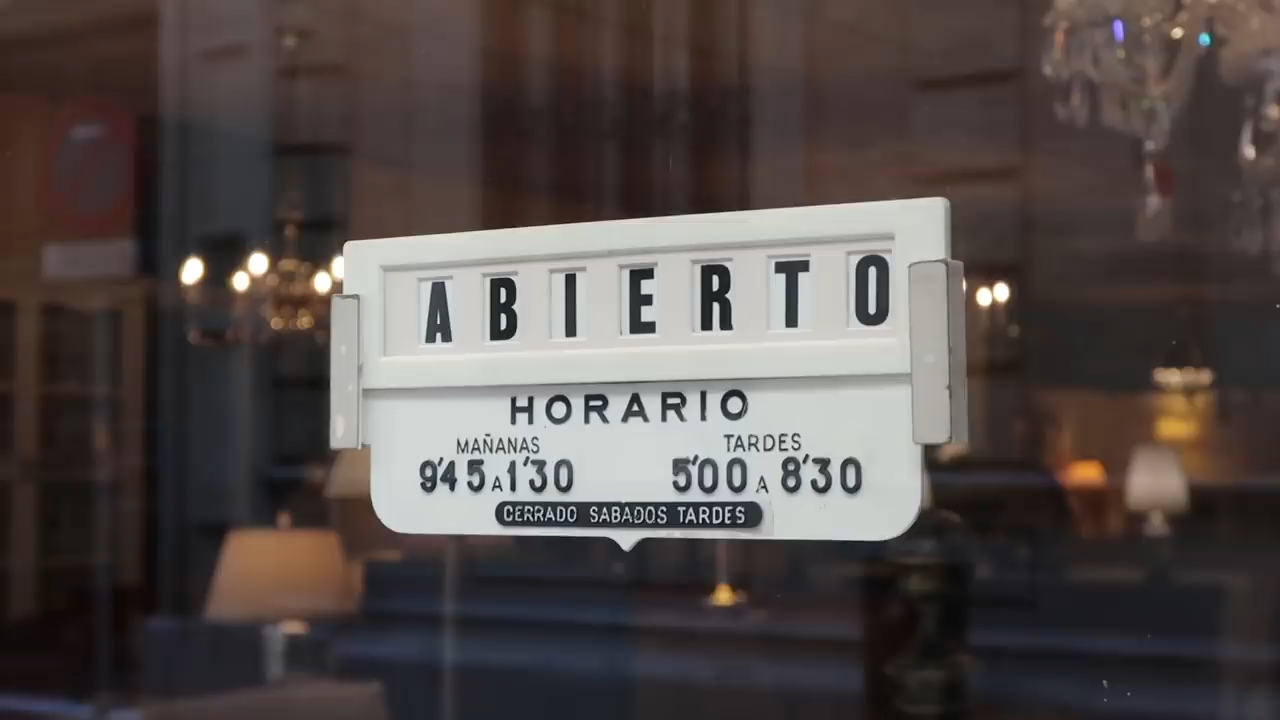 ABIERTO
HORARIO
MAÑANAS TARDES
9'45 A 1'30 5'00 A 8'30
CERRADO SABADOS TARDES